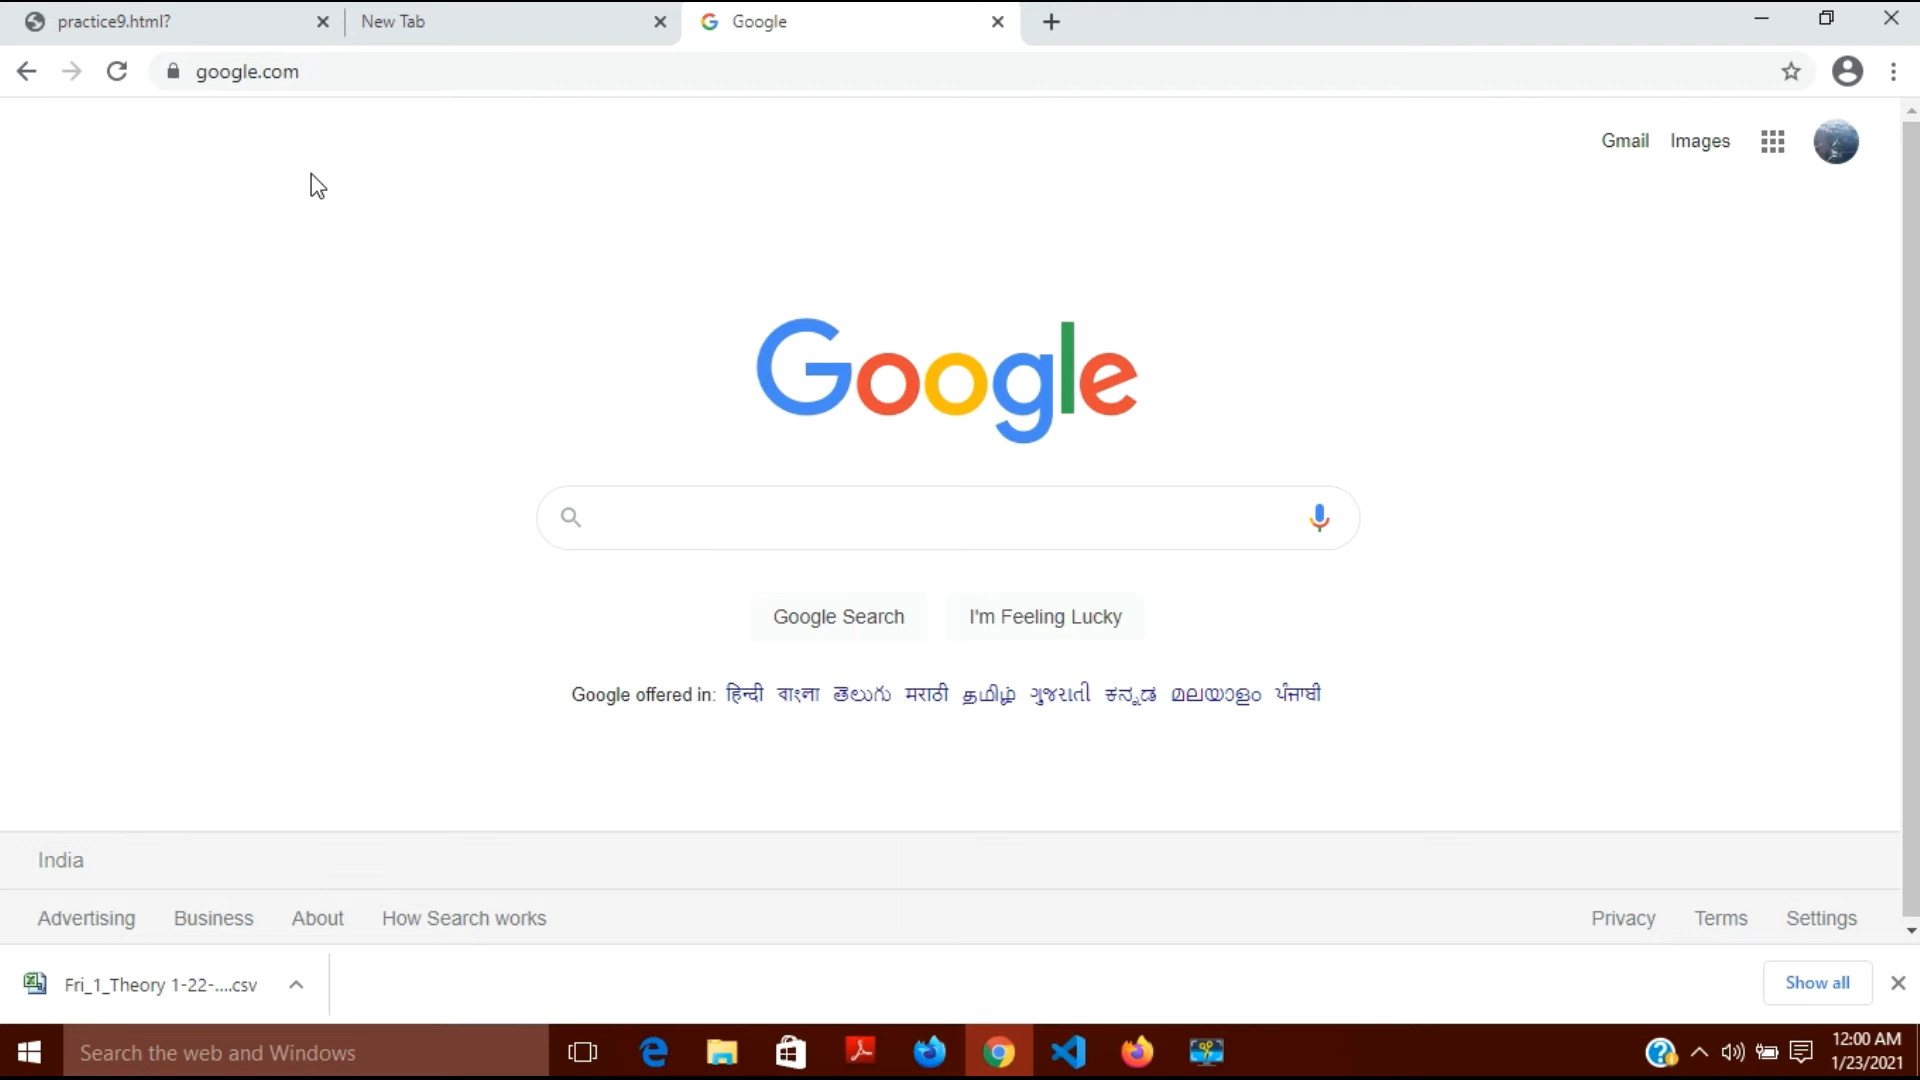 practice9.html?
New Tab
Google
google.com
Gmail Images
Google
Google Search I'm Feeling Lucky
Google offered in: हिन्दी বাংলা తెలుగు मराठी தமிழ் ગુજરાતી ಕನ್ನಡ മലയാളം ਪੰਜਾਬੀ
India
Advertising Business About How Search works
Privacy Terms Settings
Fri_1_Theory 1-22-....csv
Show all
Search the web and Windows
12:00 AM
1/23/2021